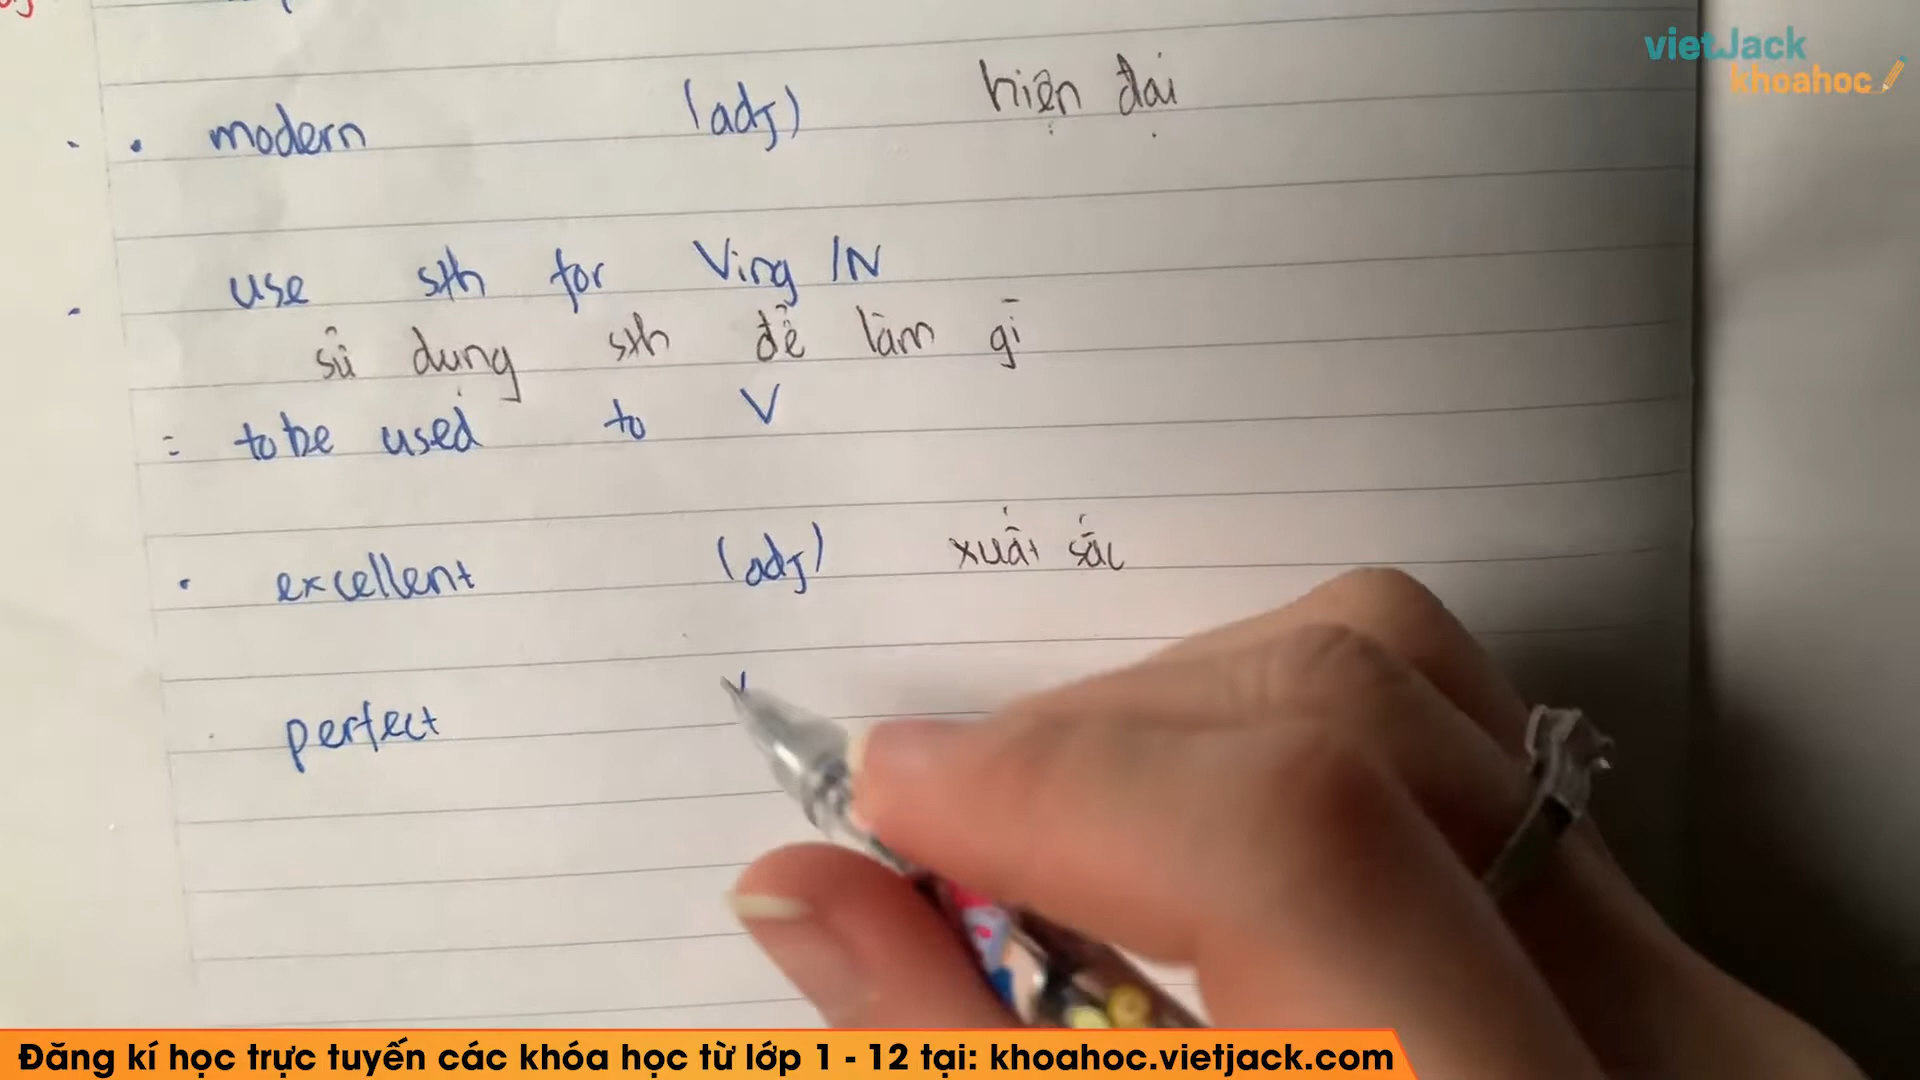 vietJack
khoahoc
• modern (adj) hiện đại
use sth for Ving / N
sử dụng sth để làm gì
= to be used to V
• excellent (adj) xuất sắc
perfect
Đăng kí học trực tuyến các khóa học từ lớp 1 - 12 tại: khoahoc.vietjack.com